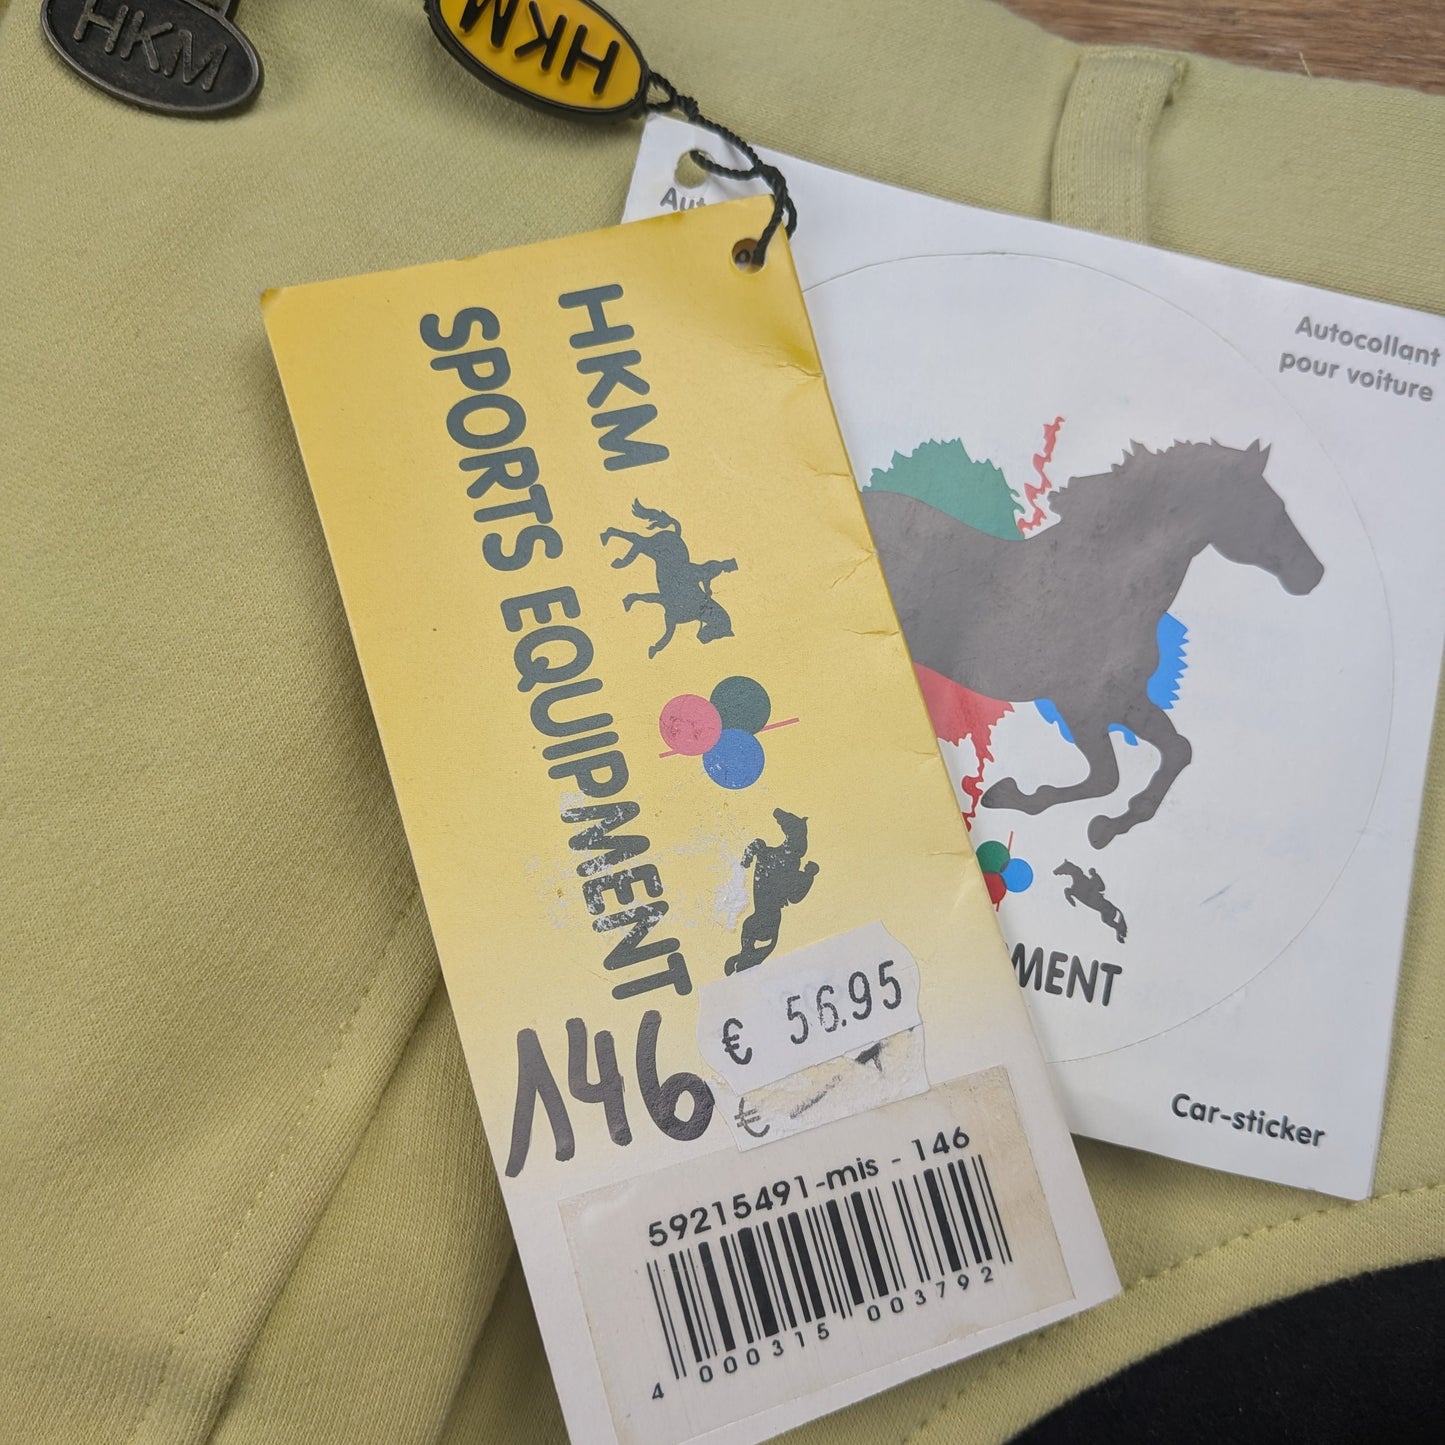 HKM
HKM
Aut
HKM
SPORTS EQUIPMENT
Autocollant
pour voiture
MENT
Car-sticker
146
€ 56.95
€
59215491-mis - 146
4 000315 003792